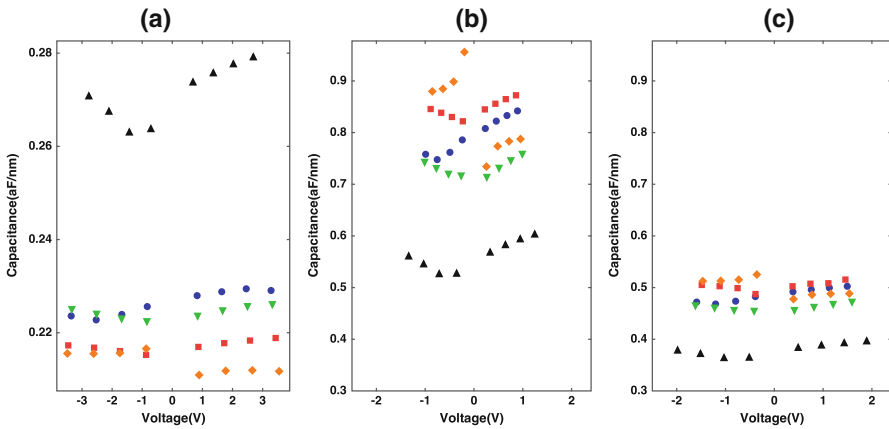 (a) (b) (c)
0.28
0.26
0.24
0.22
-3 -2 -1 0 1 2 3
Voltage(V)
Capacitance(aF/nm)
0.9
0.8
0.7
0.6
0.5
0.4
0.3
-2 -1 0 1 2
Voltage(V)
Capacitance(aF/nm)
0.9
0.8
0.7
0.6
0.5
0.4
0.3
-2 -1 0 1 2
Voltage(V)
Capacitance(aF/nm)